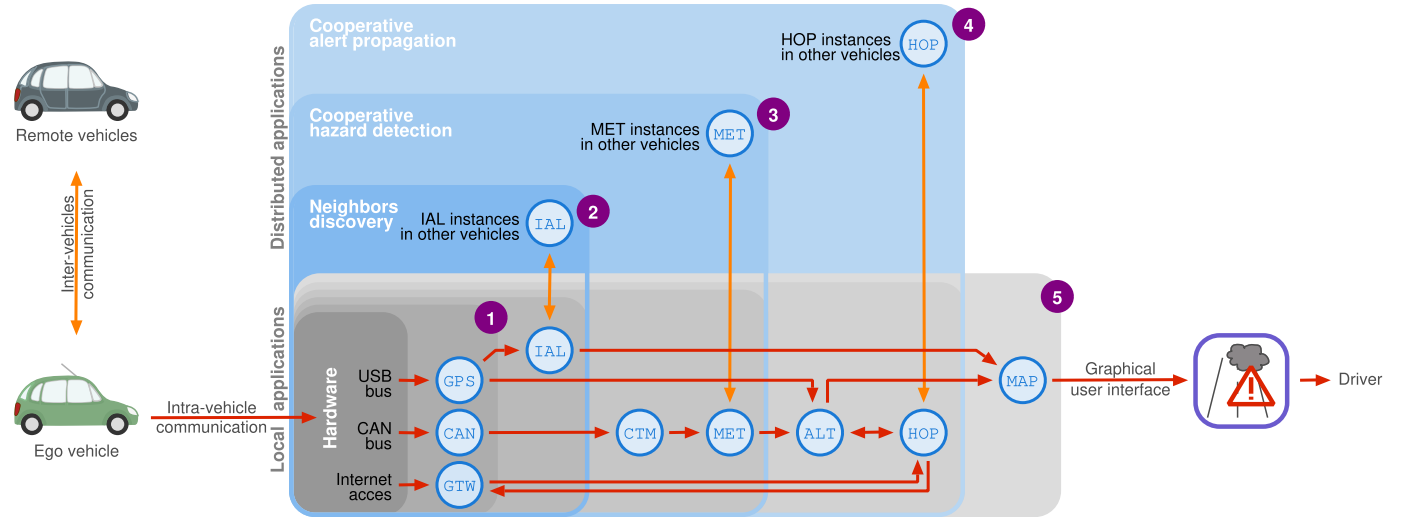 Cooperative
alert propagation
4
HOP instances
in other vehicles
HOP
Distributed applications
Cooperative
hazard detection
3
MET instances
in other vehicles
MET
Remote vehicles
Neighbors
discovery
2
IAL instances
in other vehicles
IAL
Inter-vehicles
communication
1
5
Local applications
Hardware
IAL
USB
bus
GPS
MAP
Graphical
user interface
Driver
Intra-vehicle
communication
Ego vehicle
CAN
bus
CAN
CTM
MET
ALT
HOP
Internet
acces
GTW